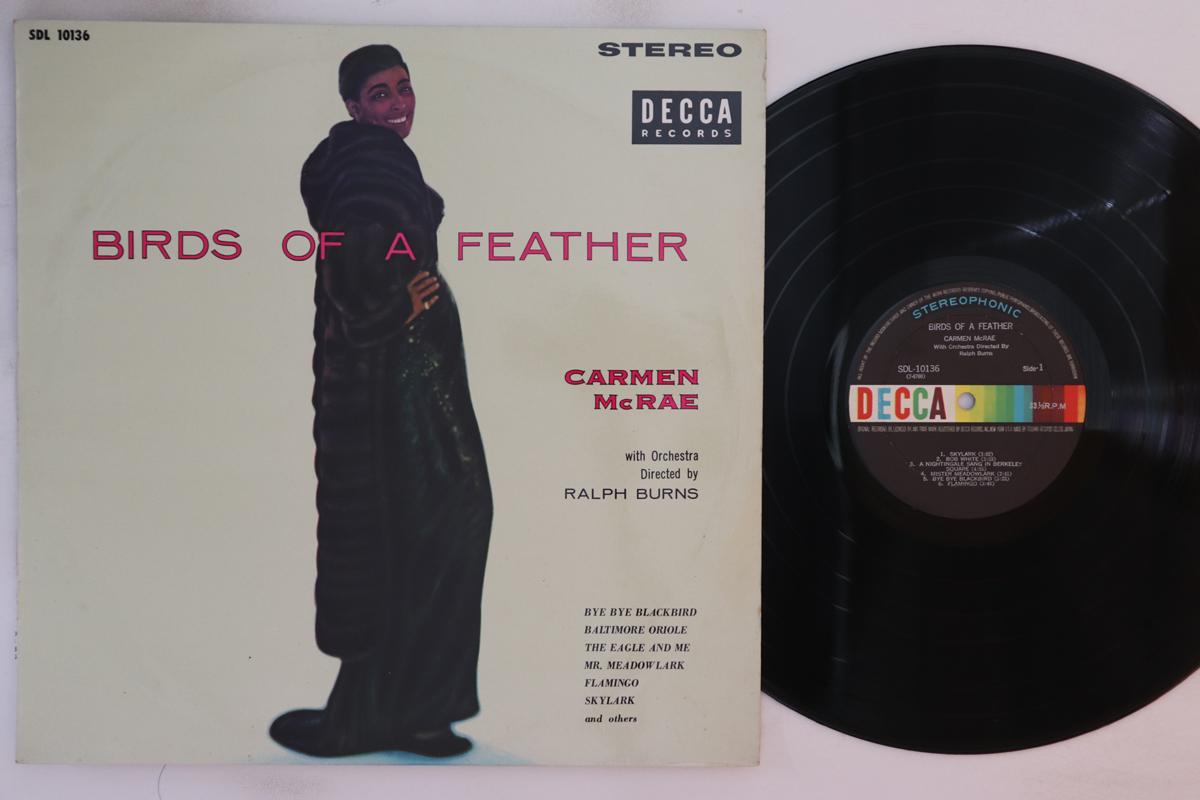 SDL 10136
STEREO
DECCA
RECORDS
BIRDS OF A FEATHER
CARMEN
McRAE
with Orchestra
Directed by
RALPH BURNS
BYE BYE BLACKBIRD
BALTIMORE ORIOLE
THE EAGLE AND ME
MR. MEADOWLARK
FLAMINGO
SKYLARK
and others
STEREOPHONIC
BIRDS OF A FEATHER
CARMEN McRAE
With Orchestra Directed By
Ralph Burns
SDL-10136
Side-1
DECCA
33⅓R.P.M
1. SKYLARK
2. BOB WHITE
3. A NIGHTINGALE SANG IN BERKELEY
SQUARE
4. MISTER MEADOWLARK
5. BYE BYE BLACKBIRD
6. FLAMINGO